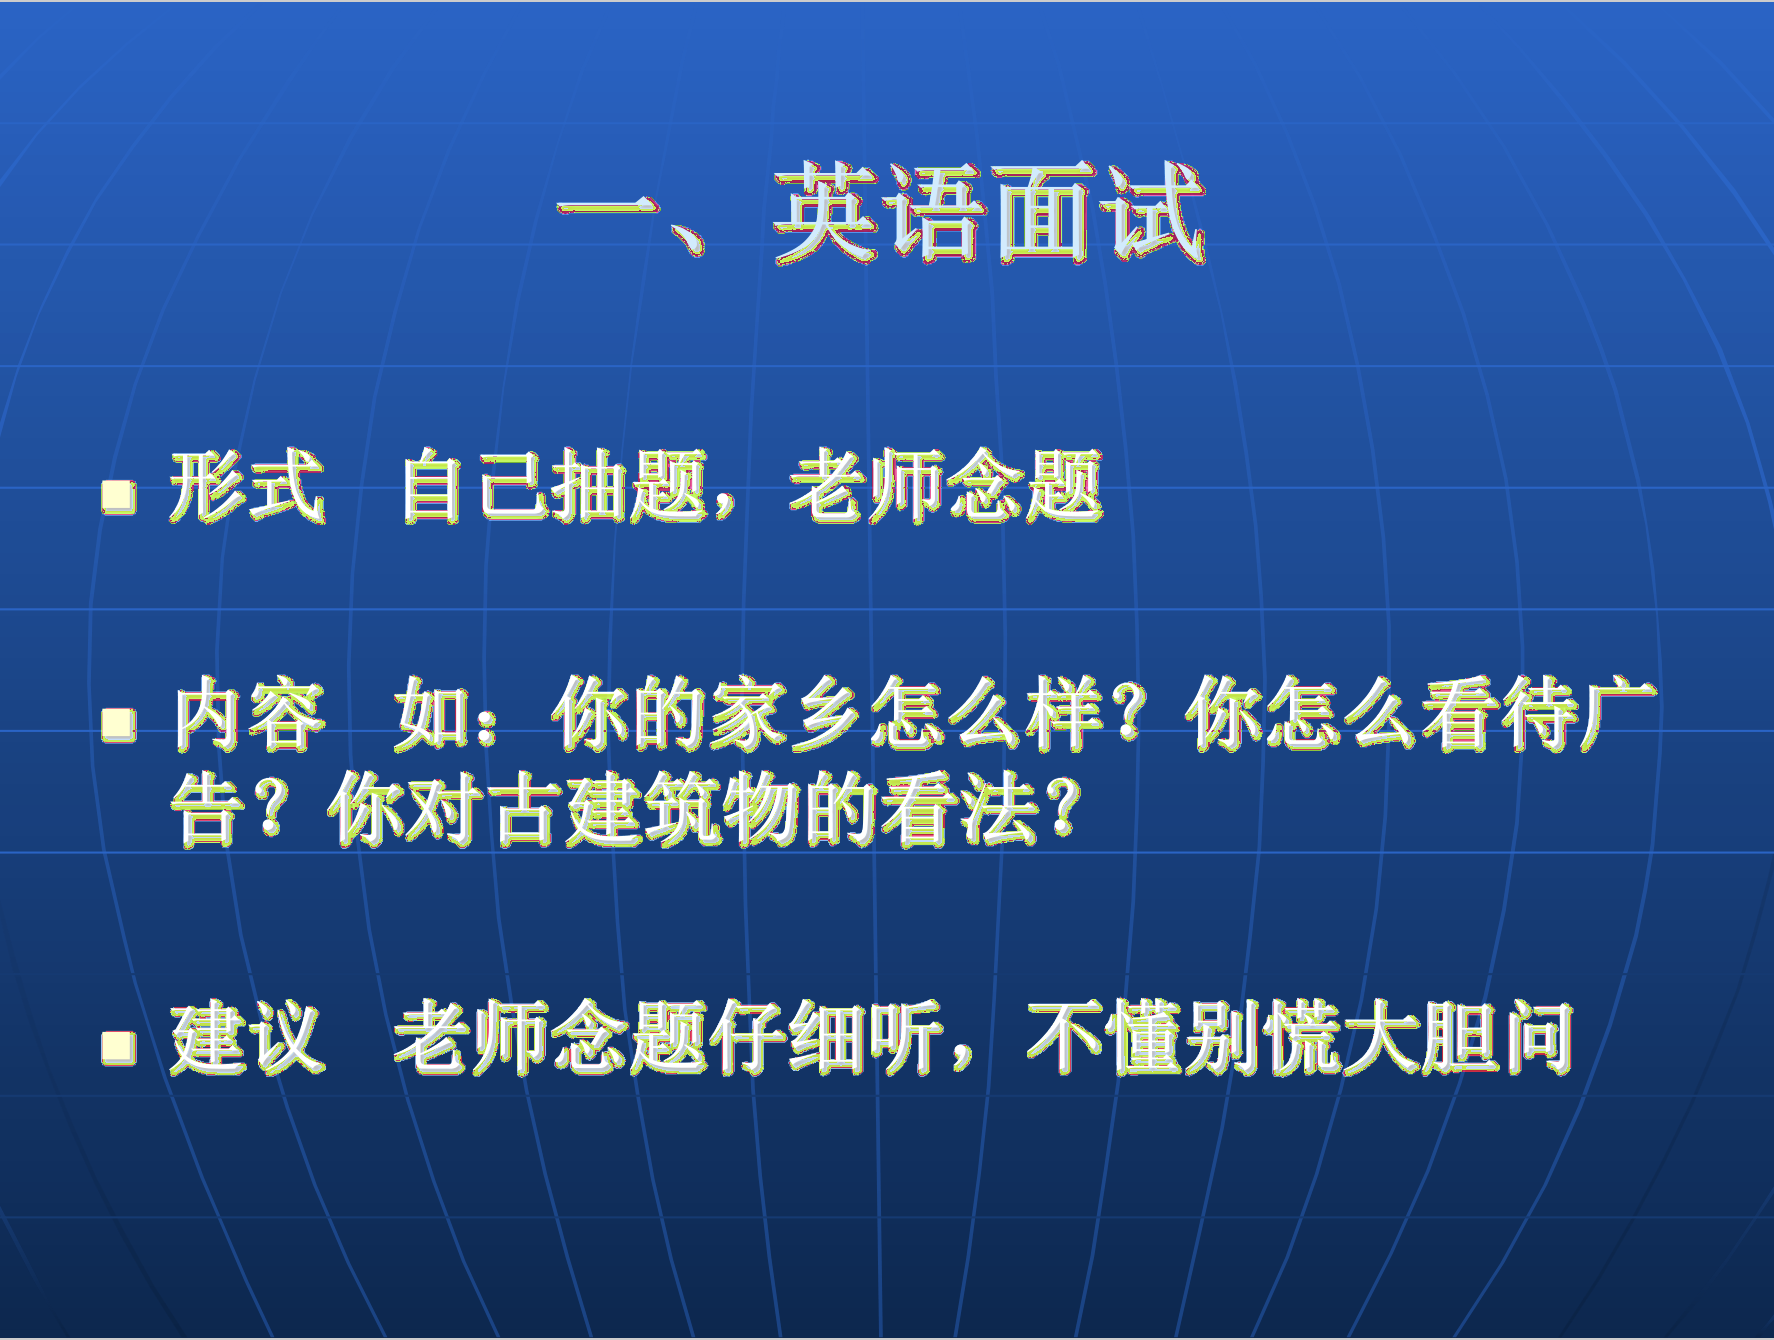 一、英语面试
形式 自己抽题，老师念题
内容 如：你的家乡怎么样？你怎么看待广
告？你对古建筑物的看法？
建议 老师念题仔细听，不懂别慌大胆问